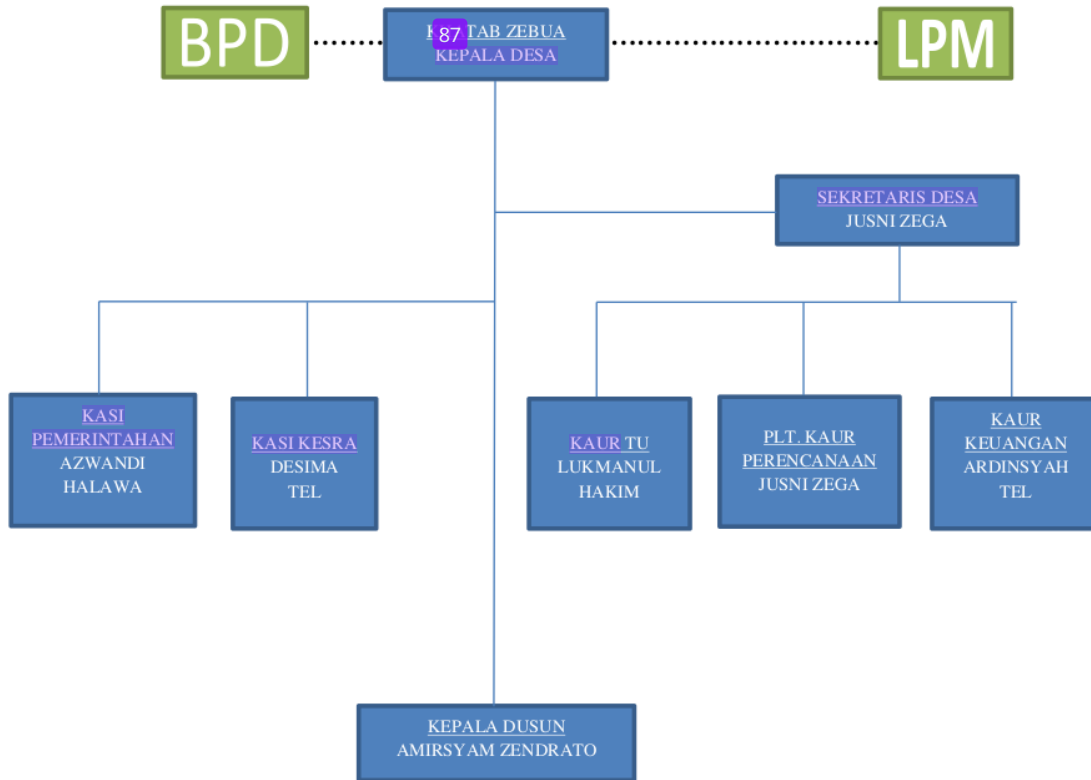 BPD
87
TAB ZEBUA
KEPALA DESA
LPM
SEKRETARIS DESA
JUSNI ZEGA
KASI
PEMERINTAHAN
AZWANDI
HALAWA
KASI KESRA
DESIMA
TEL
KAUR TU
LUKMANUL
HAKIM
PLT. KAUR
PERENCANAAN
JUSNI ZEGA
KAUR
KEUANGAN
ARDINSYAH
TEL
KEPALA DUSUN
AMIRSYAM ZENDRATO